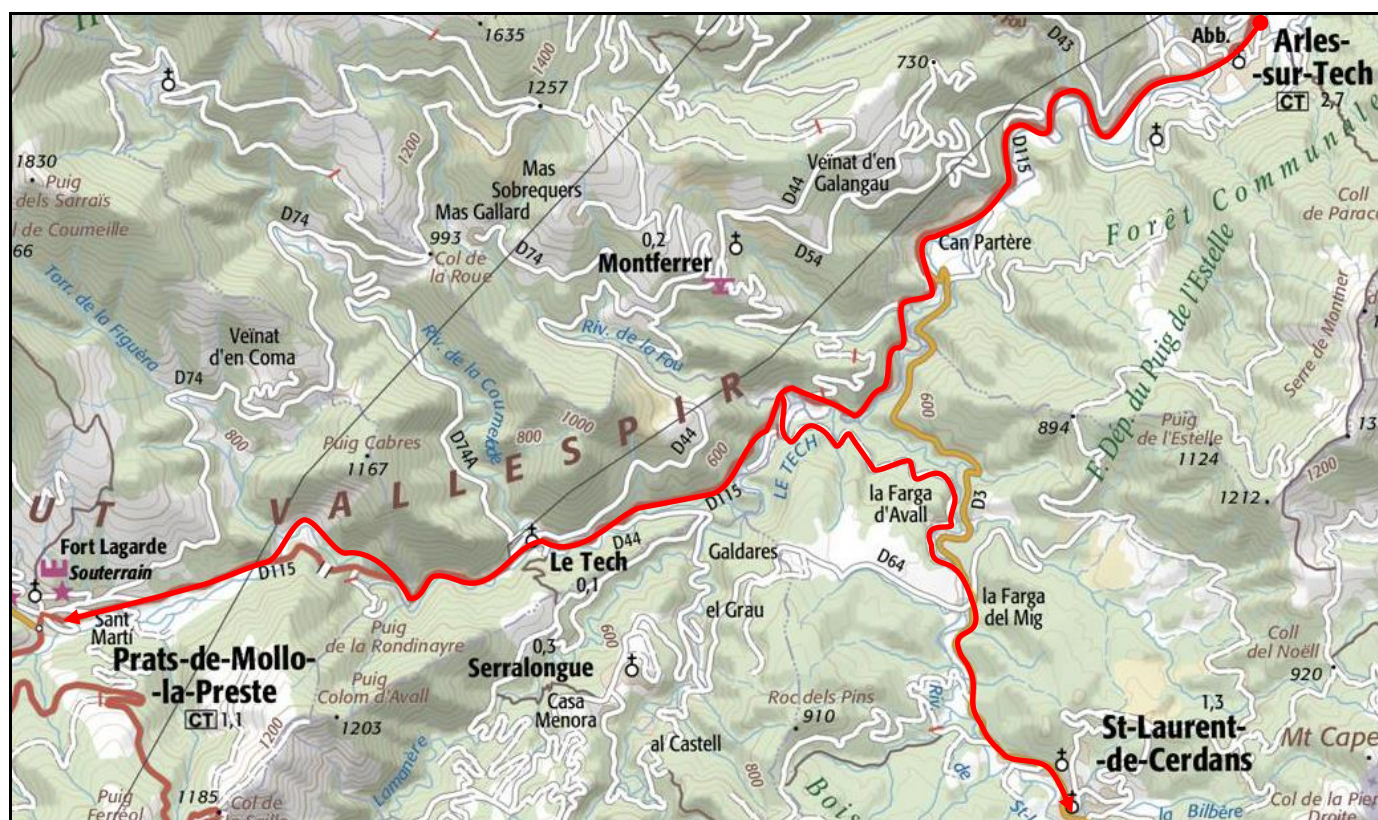 1635
1400
Fou
D43
Abb.
Arles-
-sur-Tech
CT 2,7
730
1257
1200
1830
Puig
dels Sarraïs
l de Coumeille
66
Mas
Sobrequers
Mas Gallard
D74
D74
993
Col de
la Roue
Veïnat d'en
Galangau
D44
D115
Forêt Communale
Coll
de Parac
0,2
Montferrer
D54
Can Partère
Torr. de la Figuèra
Riv. de la Coumelade
Riv. de la Fou
Veïnat
d'en Coma
D74
800
F. Dép. du Puig de l'Estelle
Serre de Montner
600
894
Puig
de l'Estelle
1124
1200
1212
UT VALLESPIR
Puig Cabres
1167
D74A
800
1000
D44
600
LE TECH
D115
la Farga
d'Avall
D3
Fort Lagarde
Souterrain
D115
Sant
Martí
Le Tech
0,1
D44
Galdares
D64
el Grau
la Farga
del Mig
Prats-de-Mollo-
-la-Preste
CT 1,1
Puig
de la Rondinayre
Puig
Colom d'Avall
1203
1200
0,3
Serralongue
600
Casa
Menora
al Castell
Roc dels Pins
910
800
Riv.
de
St-L
Coll
del Noëll
920
1,3
St-Laurent-
-de-Cerdans
Mt Cape
Lamanère
Bois
la Bilbère
Col de la Pier
Droite
Puig
Ferréol
1185
Col de